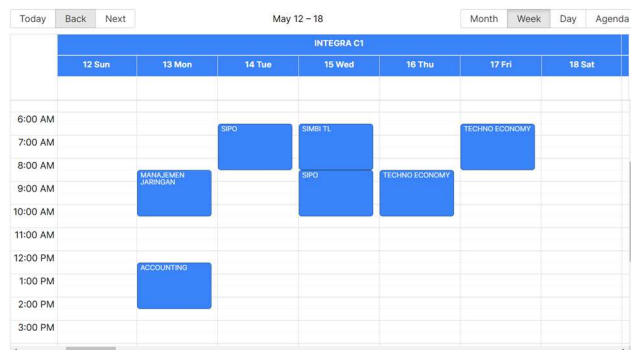 Today Back Next May 12 – 18 Month Week Day Agenda
INTEGRA C1
12 Sun 13 Mon 14 Tue 15 Wed 16 Thu 17 Fri 18 Sat
6:00 AM
SIPO SIMBI TL TECHNO ECONOMY
7:00 AM
8:00 AM
MANAJEMEN JARINGAN SIPO TECHNO ECONOMY
9:00 AM
10:00 AM
11:00 AM
12:00 PM
ACCOUNTING
1:00 PM
2:00 PM
3:00 PM